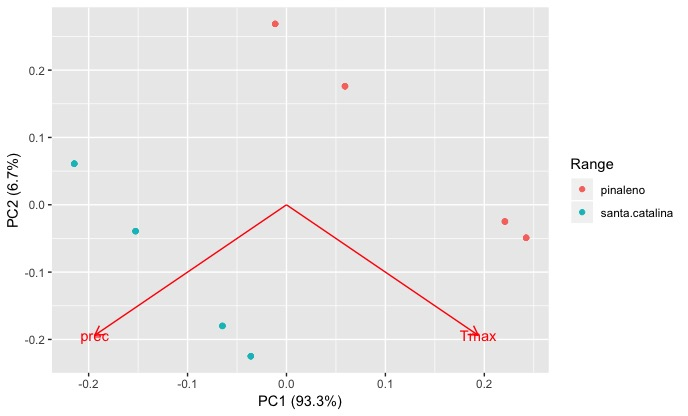 0.2
0.1
0.0
-0.1
-0.2
PC2 (6.7%)
prec
Tmax
-0.2
-0.1
0.0
0.1
0.2
PC1 (93.3%)
Range
pinaleno
santa.catalina